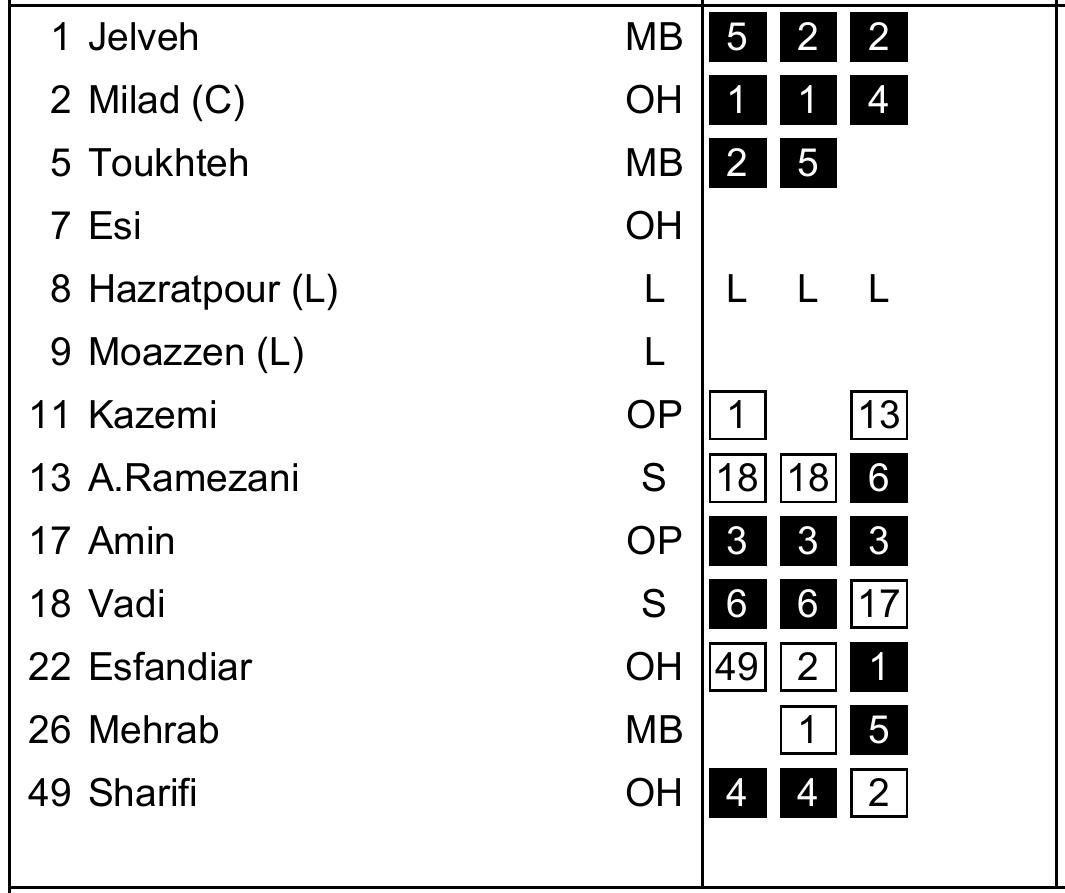 1 Jelveh MB 5 2 2
2 Milad (C) OH 1 1 4
5 Toukhteh MB 2 5
7 Esi OH
8 Hazratpour (L) L L L L
9 Moazzen (L) L
11 Kazemi OP 1 13
13 A.Ramezani S 18 18 6
17 Amin OP 3 3 3
18 Vadi S 6 6 17
22 Esfandiar OH 49 2 1
26 Mehrab MB 1 5
49 Sharifi OH 4 4 2